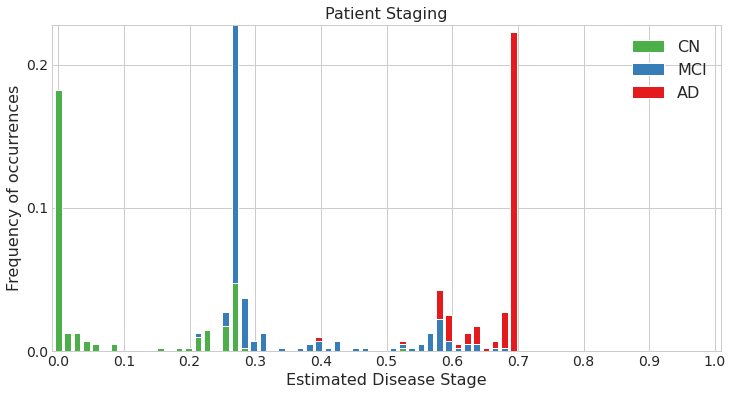 Patient Staging
CN
MCI
AD
Frequency of occurrences
0.2
0.1
0.0
0.0 0.1 0.2 0.3 0.4 0.5 0.6 0.7 0.8 0.9 1.0
Estimated Disease Stage